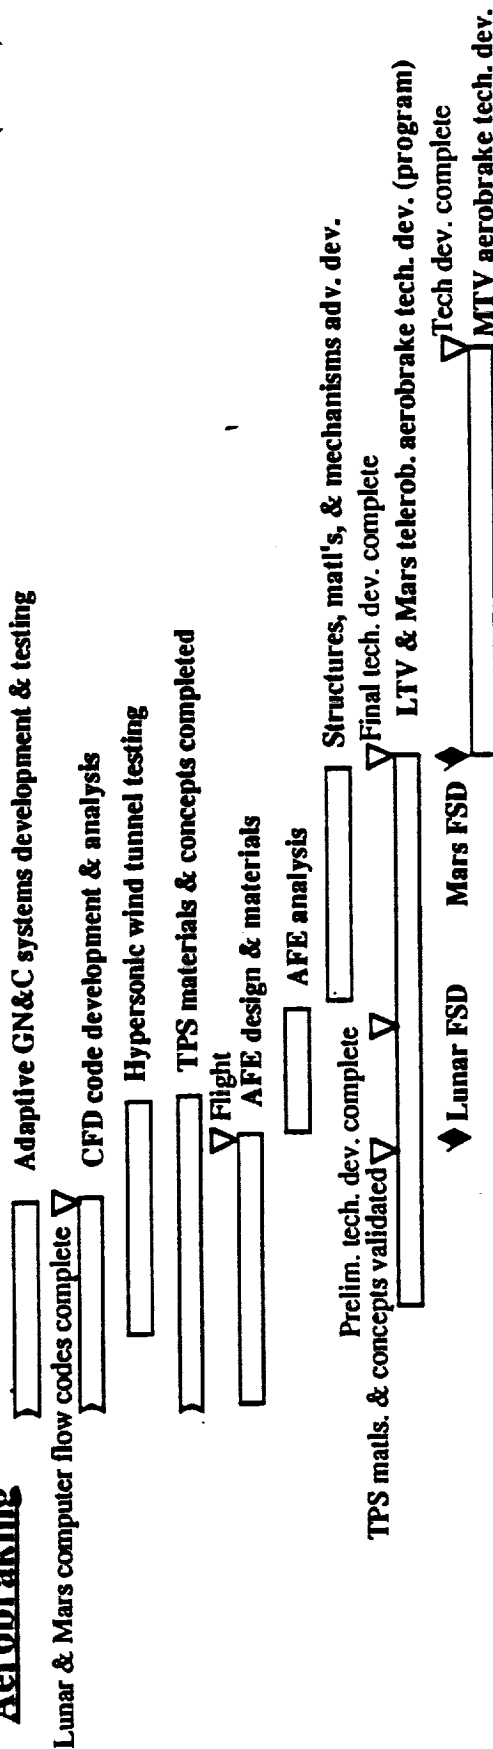 Aerobraking
Adaptive GN&C systems development & testing
Lunar & Mars computer flow codes complete
CFD code development & analysis
Hypersonic wind tunnel testing
TPS materials & concepts completed
Flight
AFE design & materials
AFE analysis
Structures, matl's, & mechanisms adv. dev.
Prelim. tech. dev. complete
Final tech. dev. complete
TPS matls. & concepts validated
LTV & Mars telerob. aerobrake tech. dev. (program)
Lunar FSD
Mars FSD
Tech dev. complete
MTV aerobrake tech. dev.